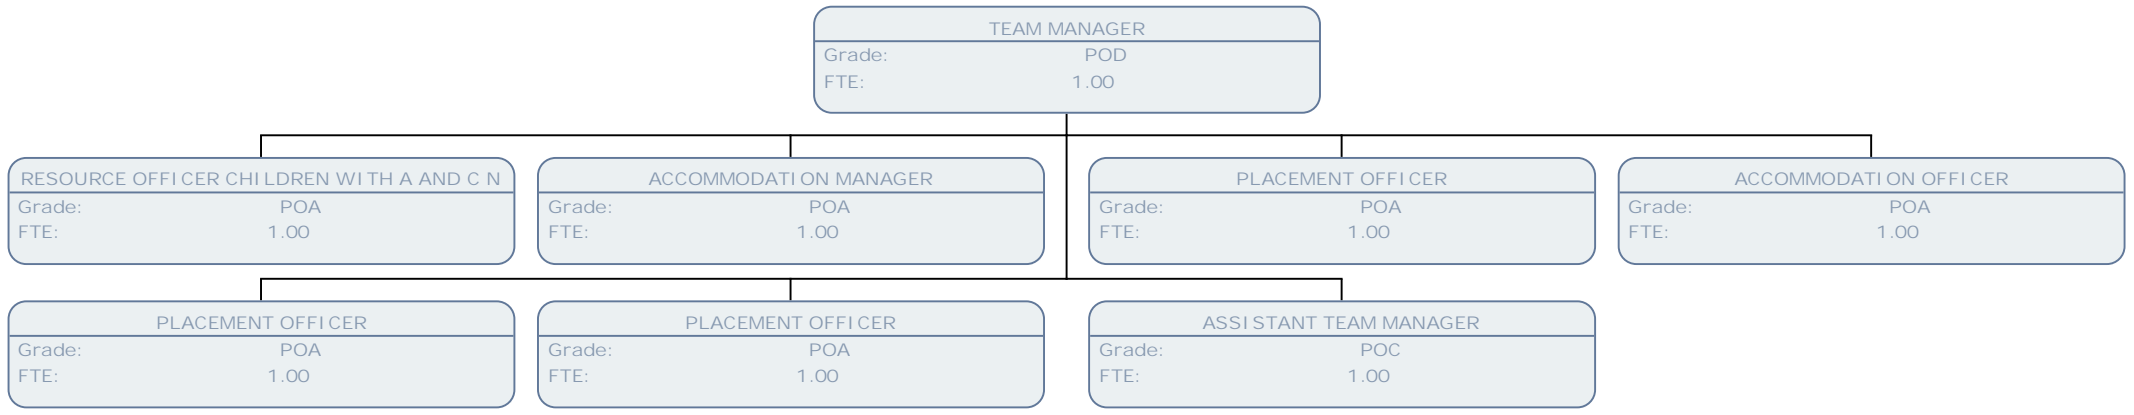 TEAM MANAGER
Grade: POD
FTE: 1.00
RESOURCE OFFICER CHILDREN WITH A AND C N
Grade: POA
FTE: 1.00
ACCOMMODATION MANAGER
Grade: POA
FTE: 1.00
PLACEMENT OFFICER
Grade: POA
FTE: 1.00
ACCOMMODATION OFFICER
Grade: POA
FTE: 1.00
PLACEMENT OFFICER
Grade: POA
FTE: 1.00
PLACEMENT OFFICER
Grade: POA
FTE: 1.00
ASSISTANT TEAM MANAGER
Grade: POC
FTE: 1.00